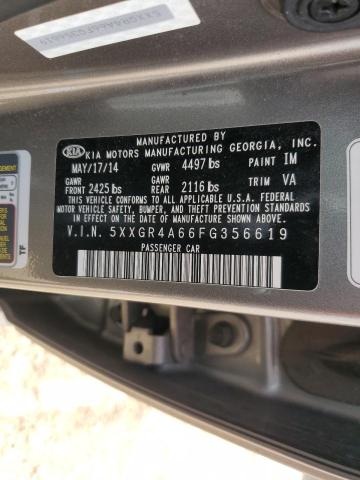 MANUFACTURED BY
KIA KIA MOTORS MANUFACTURING GEORGIA, INC.
MAY/17/14 GVWR 4497 lbs PAINT IM
GAWR FRONT 2425 lbs GAWR REAR 2116 lbs TRIM VA
THIS VEHICLE CONFORMS TO ALL APPLICABLE U.S.A. FEDERAL
MOTOR VEHICLE SAFETY, BUMPER, AND THEFT PREVENTION STANDARDS
IN EFFECT ON THE DATE OF MANUFACTURE SHOWN ABOVE.
V.I.N. 5XXGR4A66FG356619
PASSENGER CAR
TF